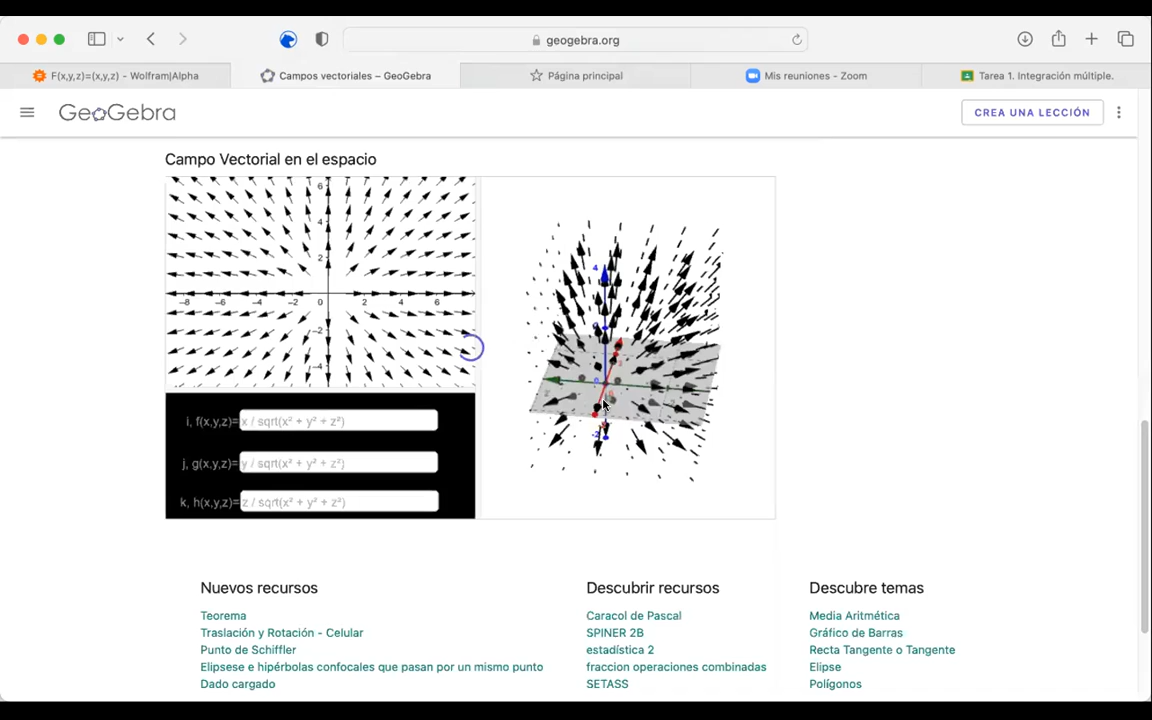 geogebra.org
F(x,y,z)=(x,y,z) - Wolfram|Alpha
Campos vectoriales – GeoGebra
Página principal
Mis reuniones - Zoom
Tarea 1. Integración múltiple.
GeoGebra
CREA UNA LECCIÓN
Campo Vectorial en el espacio
6
4
2
−8 −6 −4 −2 0 2 4 6
−2
−4
4
0
-2
i, f(x,y,z)= x / sqrt(x² + y² + z²)
j, g(x,y,z)= y / sqrt(x² + y² + z²)
k, h(x,y,z)= z / sqrt(x² + y² + z²)
Nuevos recursos
Teorema
Traslación y Rotación - Celular
Punto de Schiffler
Elipsese e hipérbolas confocales que pasan por un mismo punto
Dado cargado
Descubrir recursos
Caracol de Pascal
SPINER 2B
estadística 2
fraccion operaciones combinadas
SETASS
Descubre temas
Media Aritmética
Gráfico de Barras
Recta Tangente o Tangente
Elipse
Polígonos